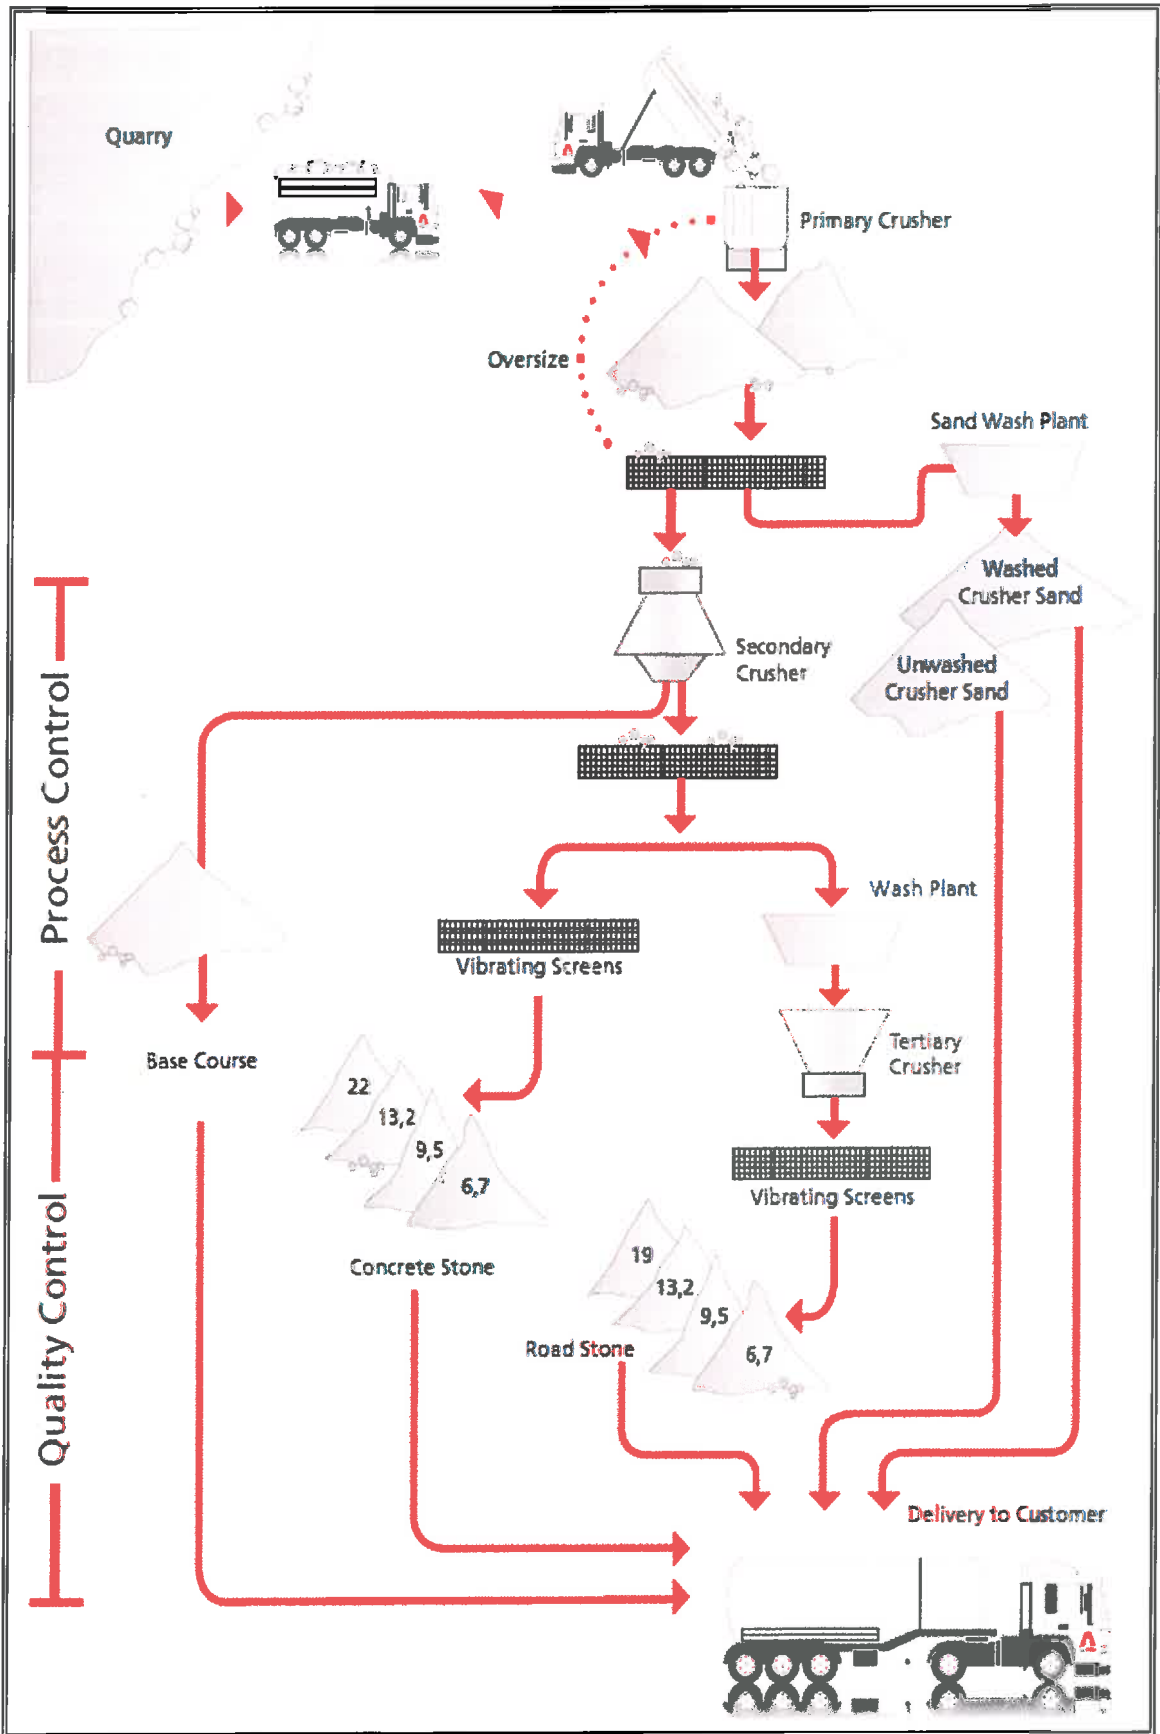 Quarry
Primary Crusher
Oversize
Sand Wash Plant
Washed
Crusher Sand
Secondary
Crusher
Unwashed
Crusher Sand
Process Control
Wash Plant
Vibrating Screens
Base Course
Tertiary
Crusher
22
13,2
9,5
6,7
Vibrating Screens
Quality Control
Concrete Stone
19
13,2
9,5
6,7
Road Stone
Delivery to Customer